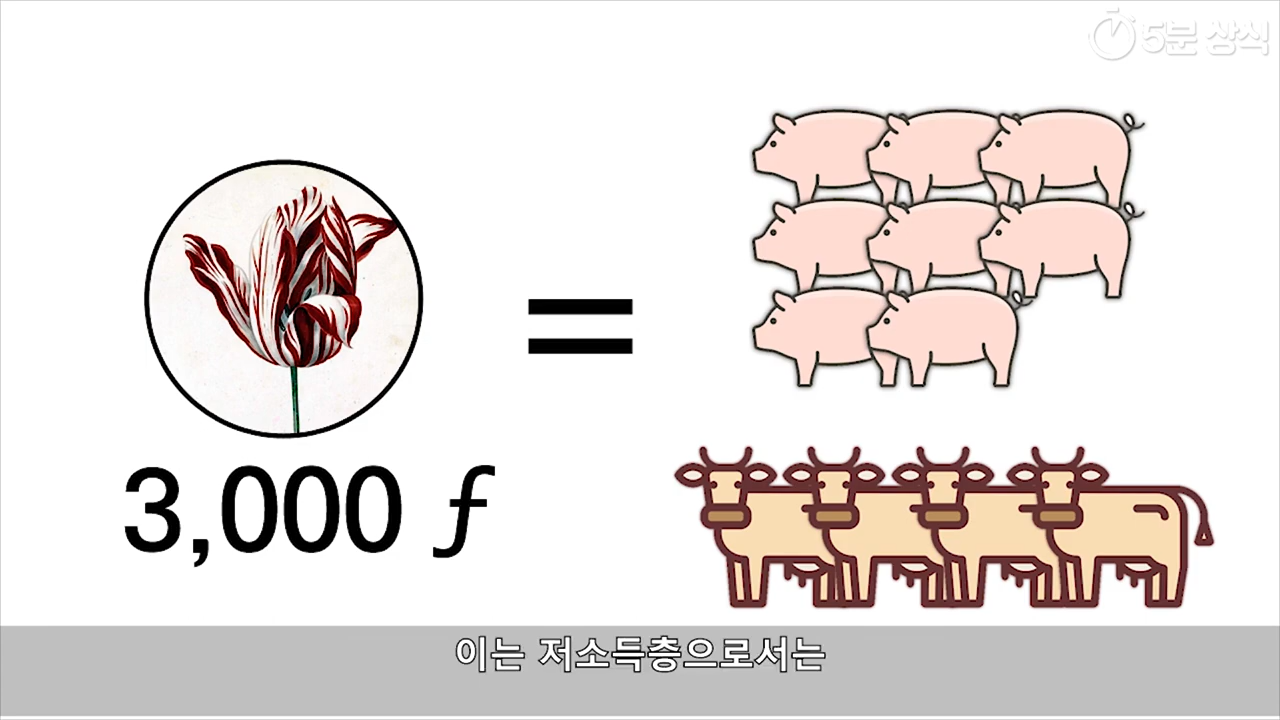 5분 상식
3,000 ƒ
=
이는 저소득층으로서는